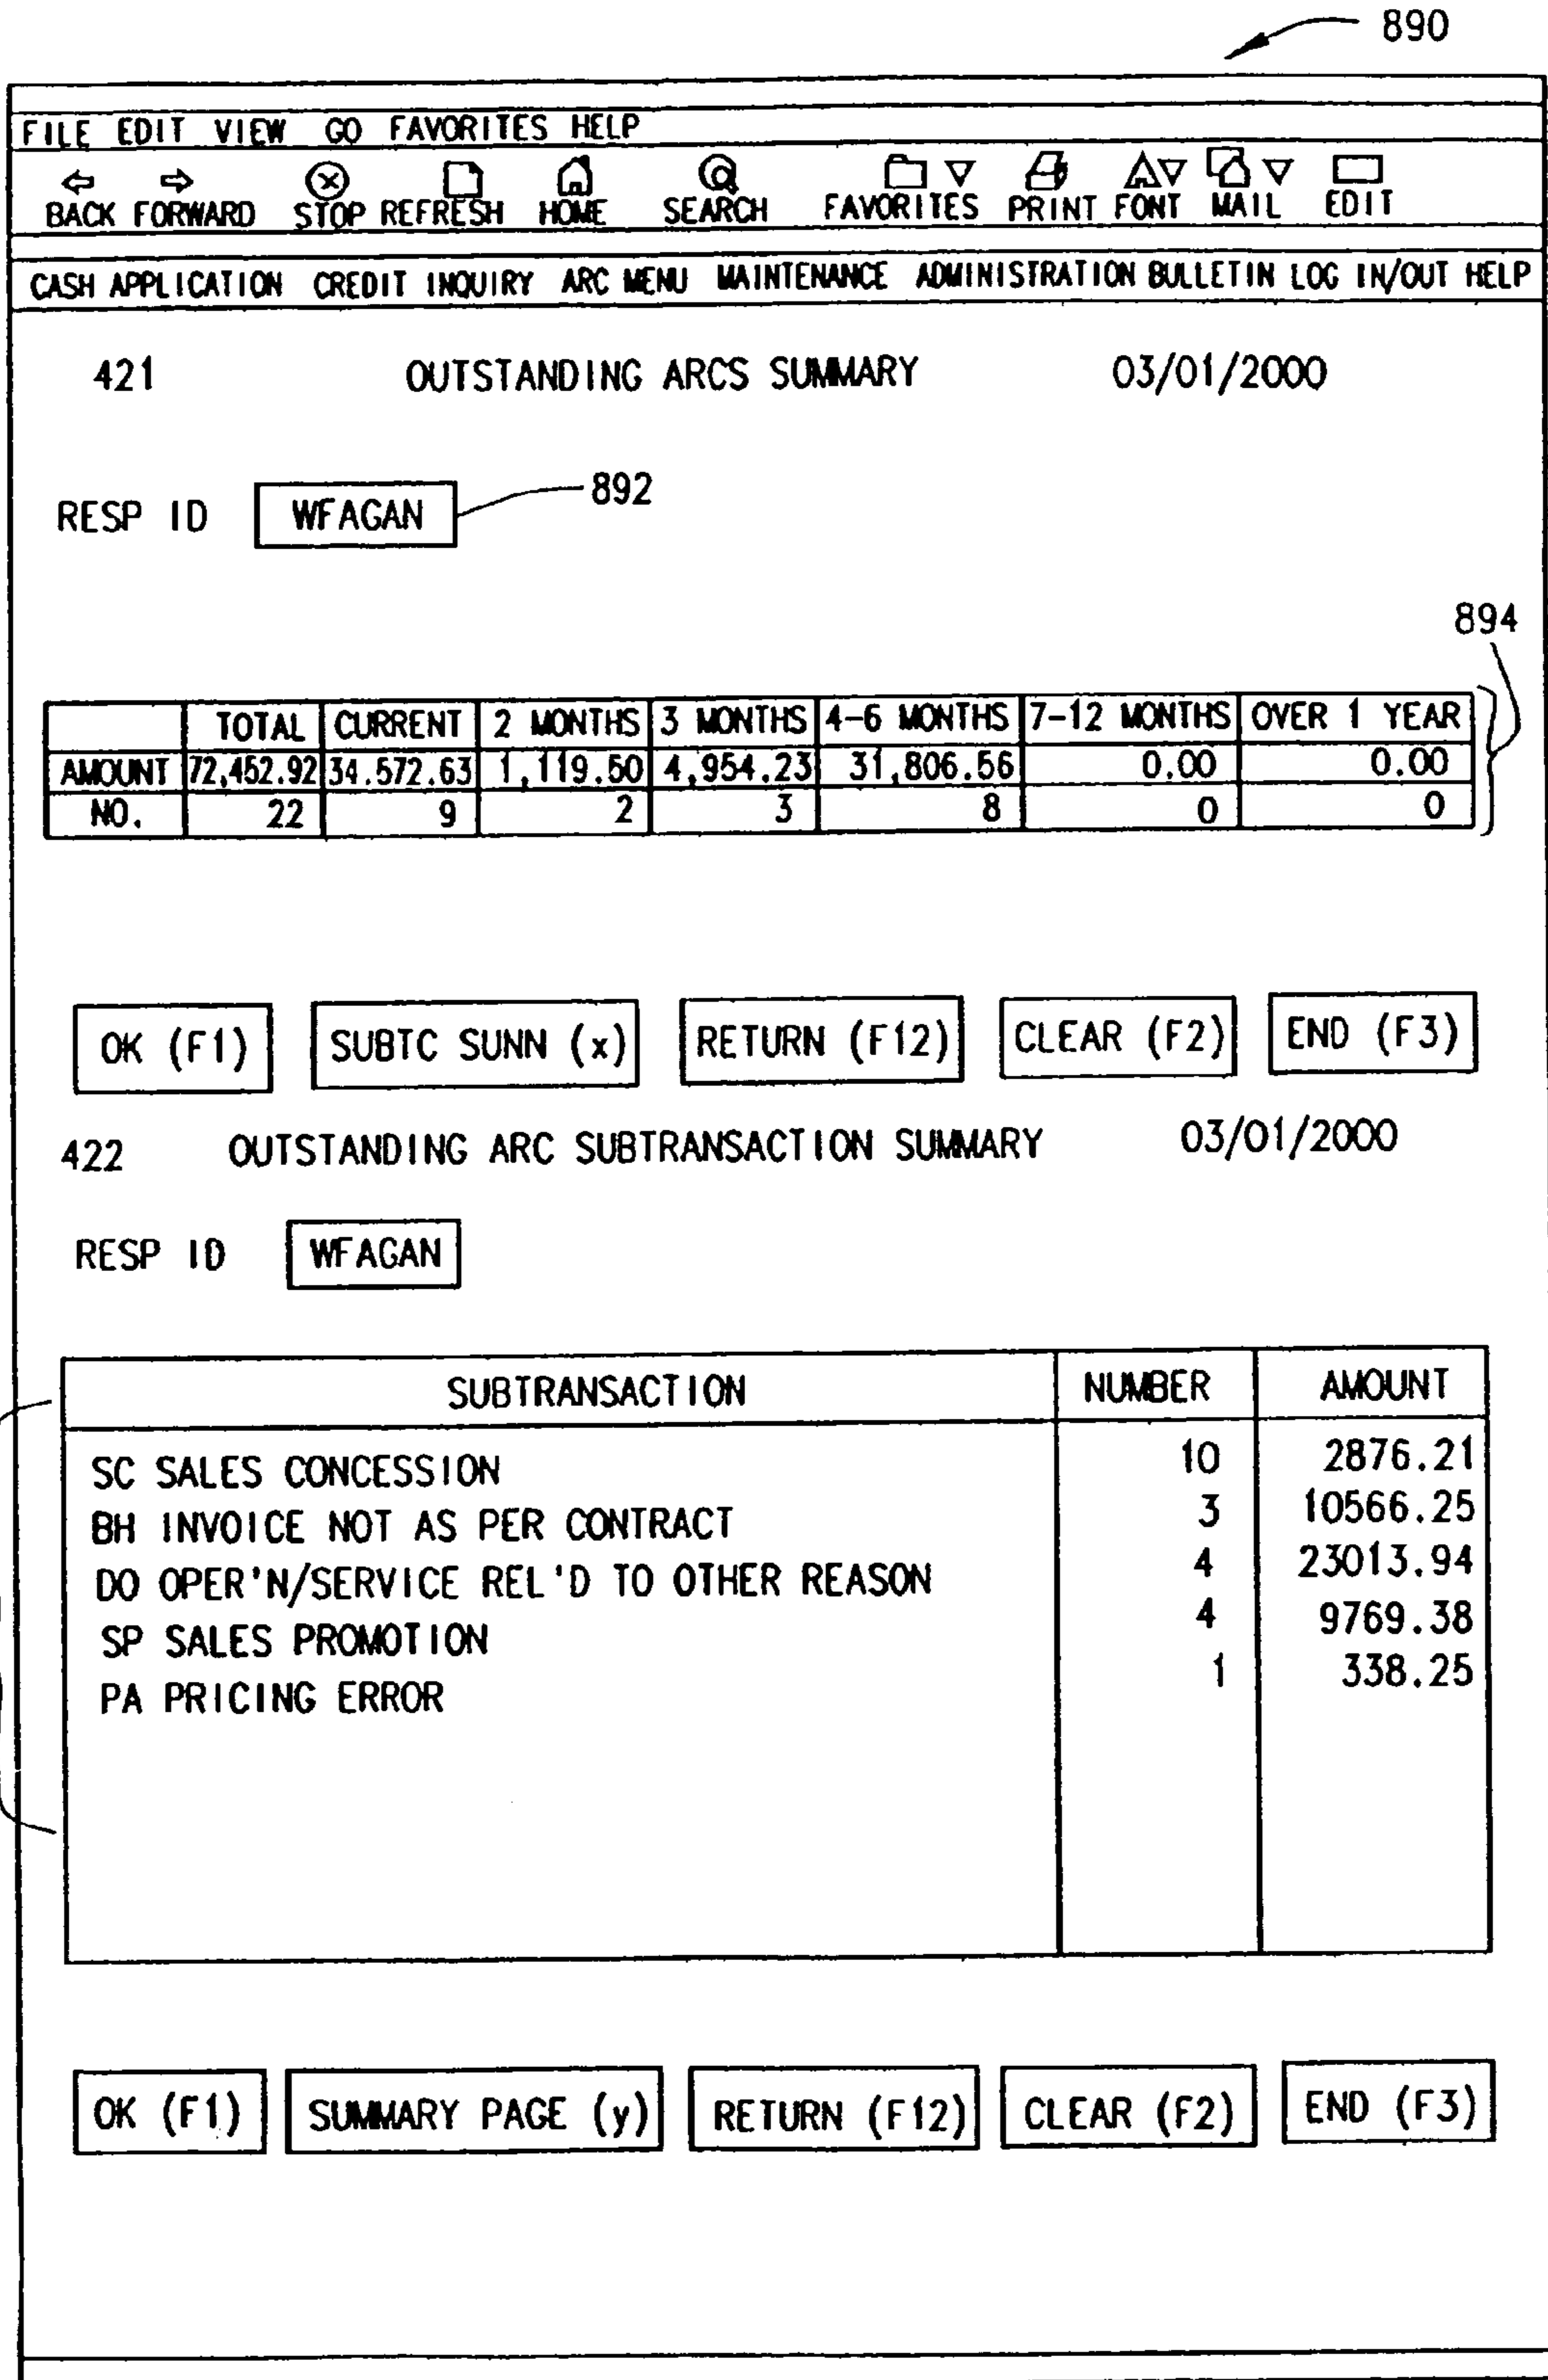 890
FILE EDIT VIEW GO FAVORITES HELP
BACK FORWARD STOP REFRESH HOME SEARCH FAVORITES PRINT FONT MAIL EDIT
CASH APPLICATION CREDIT INQUIRY ARC MENU MAINTENANCE ADMINISTRATION BULLETIN LOG IN/OUT HELP
421 OUTSTANDING ARCS SUMMARY 03/01/2000
RESP ID WFAGAN 892
894
TOTAL CURRENT 2 MONTHS 3 MONTHS 4-6 MONTHS 7-12 MONTHS OVER 1 YEAR
AMOUNT 72,452.92 34.572.63 1,119.50 4,954.23 31,806.56 0.00 0.00
NO. 22 9 2 3 8 0 0
OK (F1) SUBTC SUNN (x) RETURN (F12) CLEAR (F2) END (F3)
422 OUTSTANDING ARC SUBTRANSACTION SUMMARY 03/01/2000
RESP ID WFAGAN
SUBTRANSACTION NUMBER AMOUNT
SC SALES CONCESSION 10 2876.21
BH INVOICE NOT AS PER CONTRACT 3 10566.25
DO OPER'N/SERVICE REL'D TO OTHER REASON 4 23013.94
SP SALES PROMOTION 4 9769.38
PA PRICING ERROR 1 338.25
OK (F1) SUMMARY PAGE (y) RETURN (F12) CLEAR (F2) END (F3)